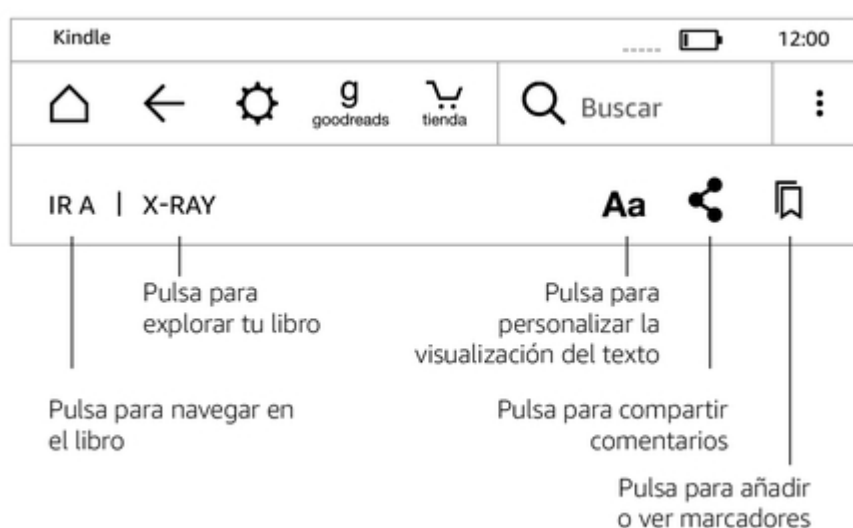 Kindle 12:00
g
goodreads tienda Buscar
IR A | X-RAY Aa
Pulsa para
explorar tu libro
Pulsa para
personalizar la
visualización del texto
Pulsa para navegar en
el libro
Pulsa para compartir
comentarios
Pulsa para añadir
o ver marcadores